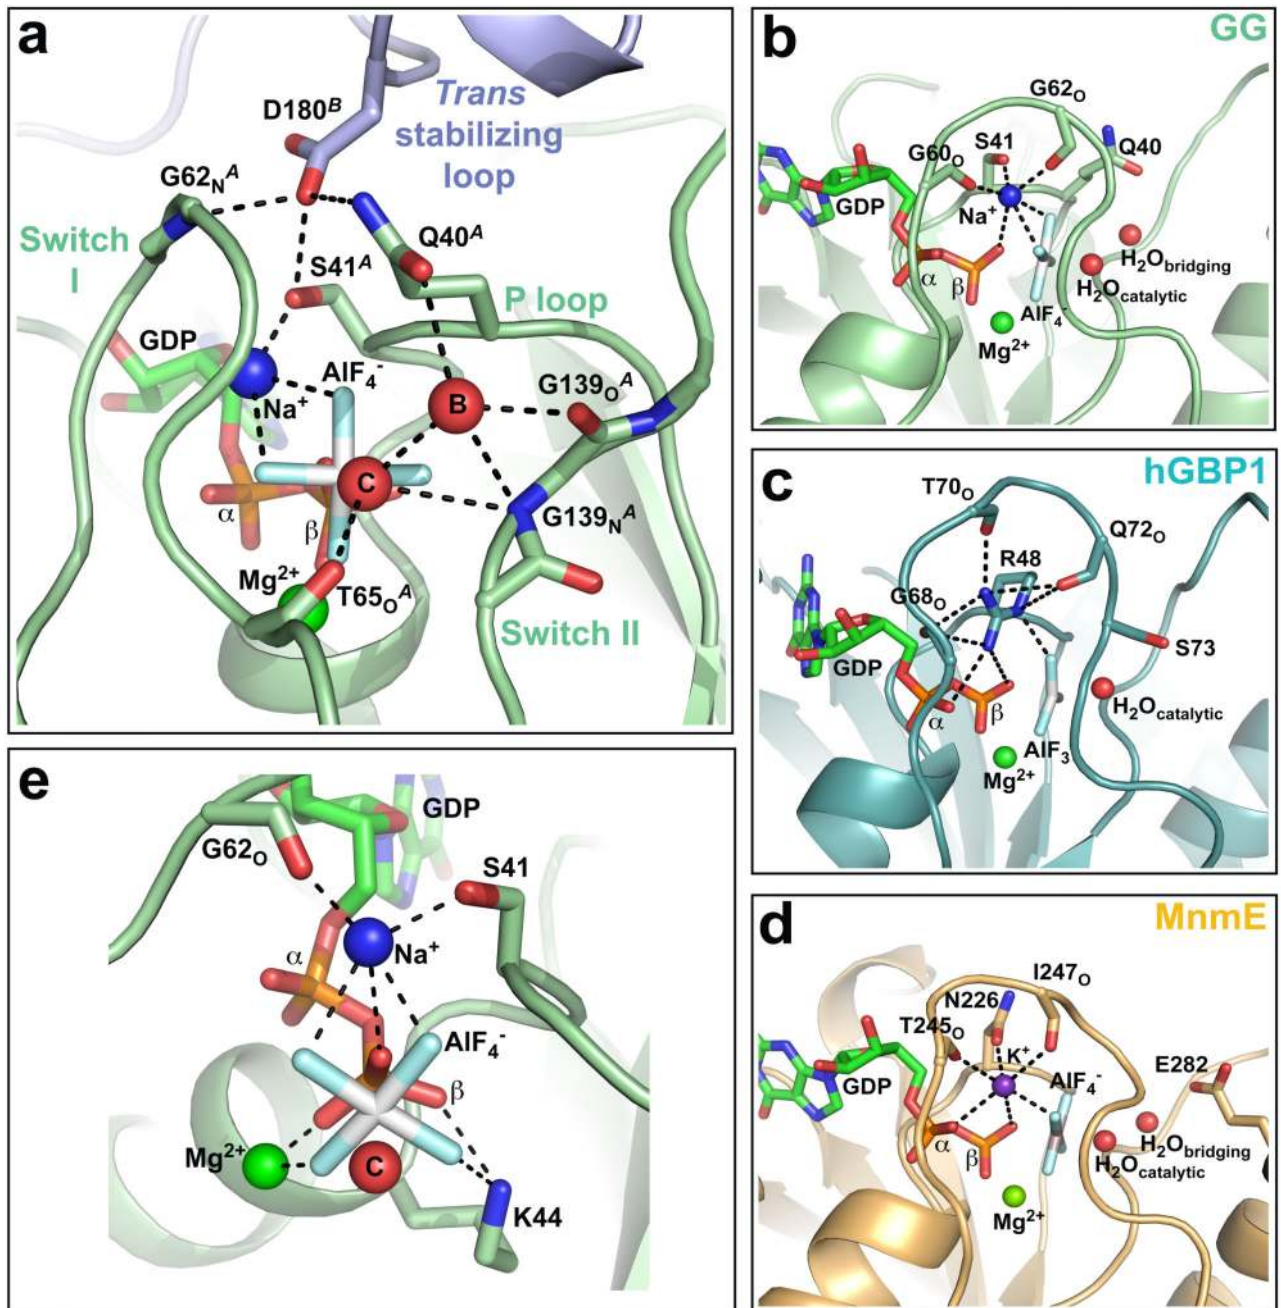 a
D180ᴮ
Trans
stabilizing
loop
G62Nᴬ
Switch
I
Q40ᴬ
S41ᴬ
P loop
GDP
AlF4-
Na+
B
G139Oᴬ
C
α
G139Nᴬ
β
Mg2+
T65Oᴬ
Switch II
b
GG
G62O
S41
Q40
G60O
GDP
Na+
H2Obridging
α
β
H2Ocatalytic
AlF4-
Mg2+
c
hGBP1
T70O
Q72O
R48
G68O
S73
GDP
H2Ocatalytic
α
β
AlF3
Mg2+
d
MnmE
I247O
N226
T245O
K+
E282
AlF4-
GDP
α
β
H2Obridging
H2Ocatalytic
Mg2+
e
GDP
G62O
S41
α
Na+
AlF4-
β
Mg2+
C
K44